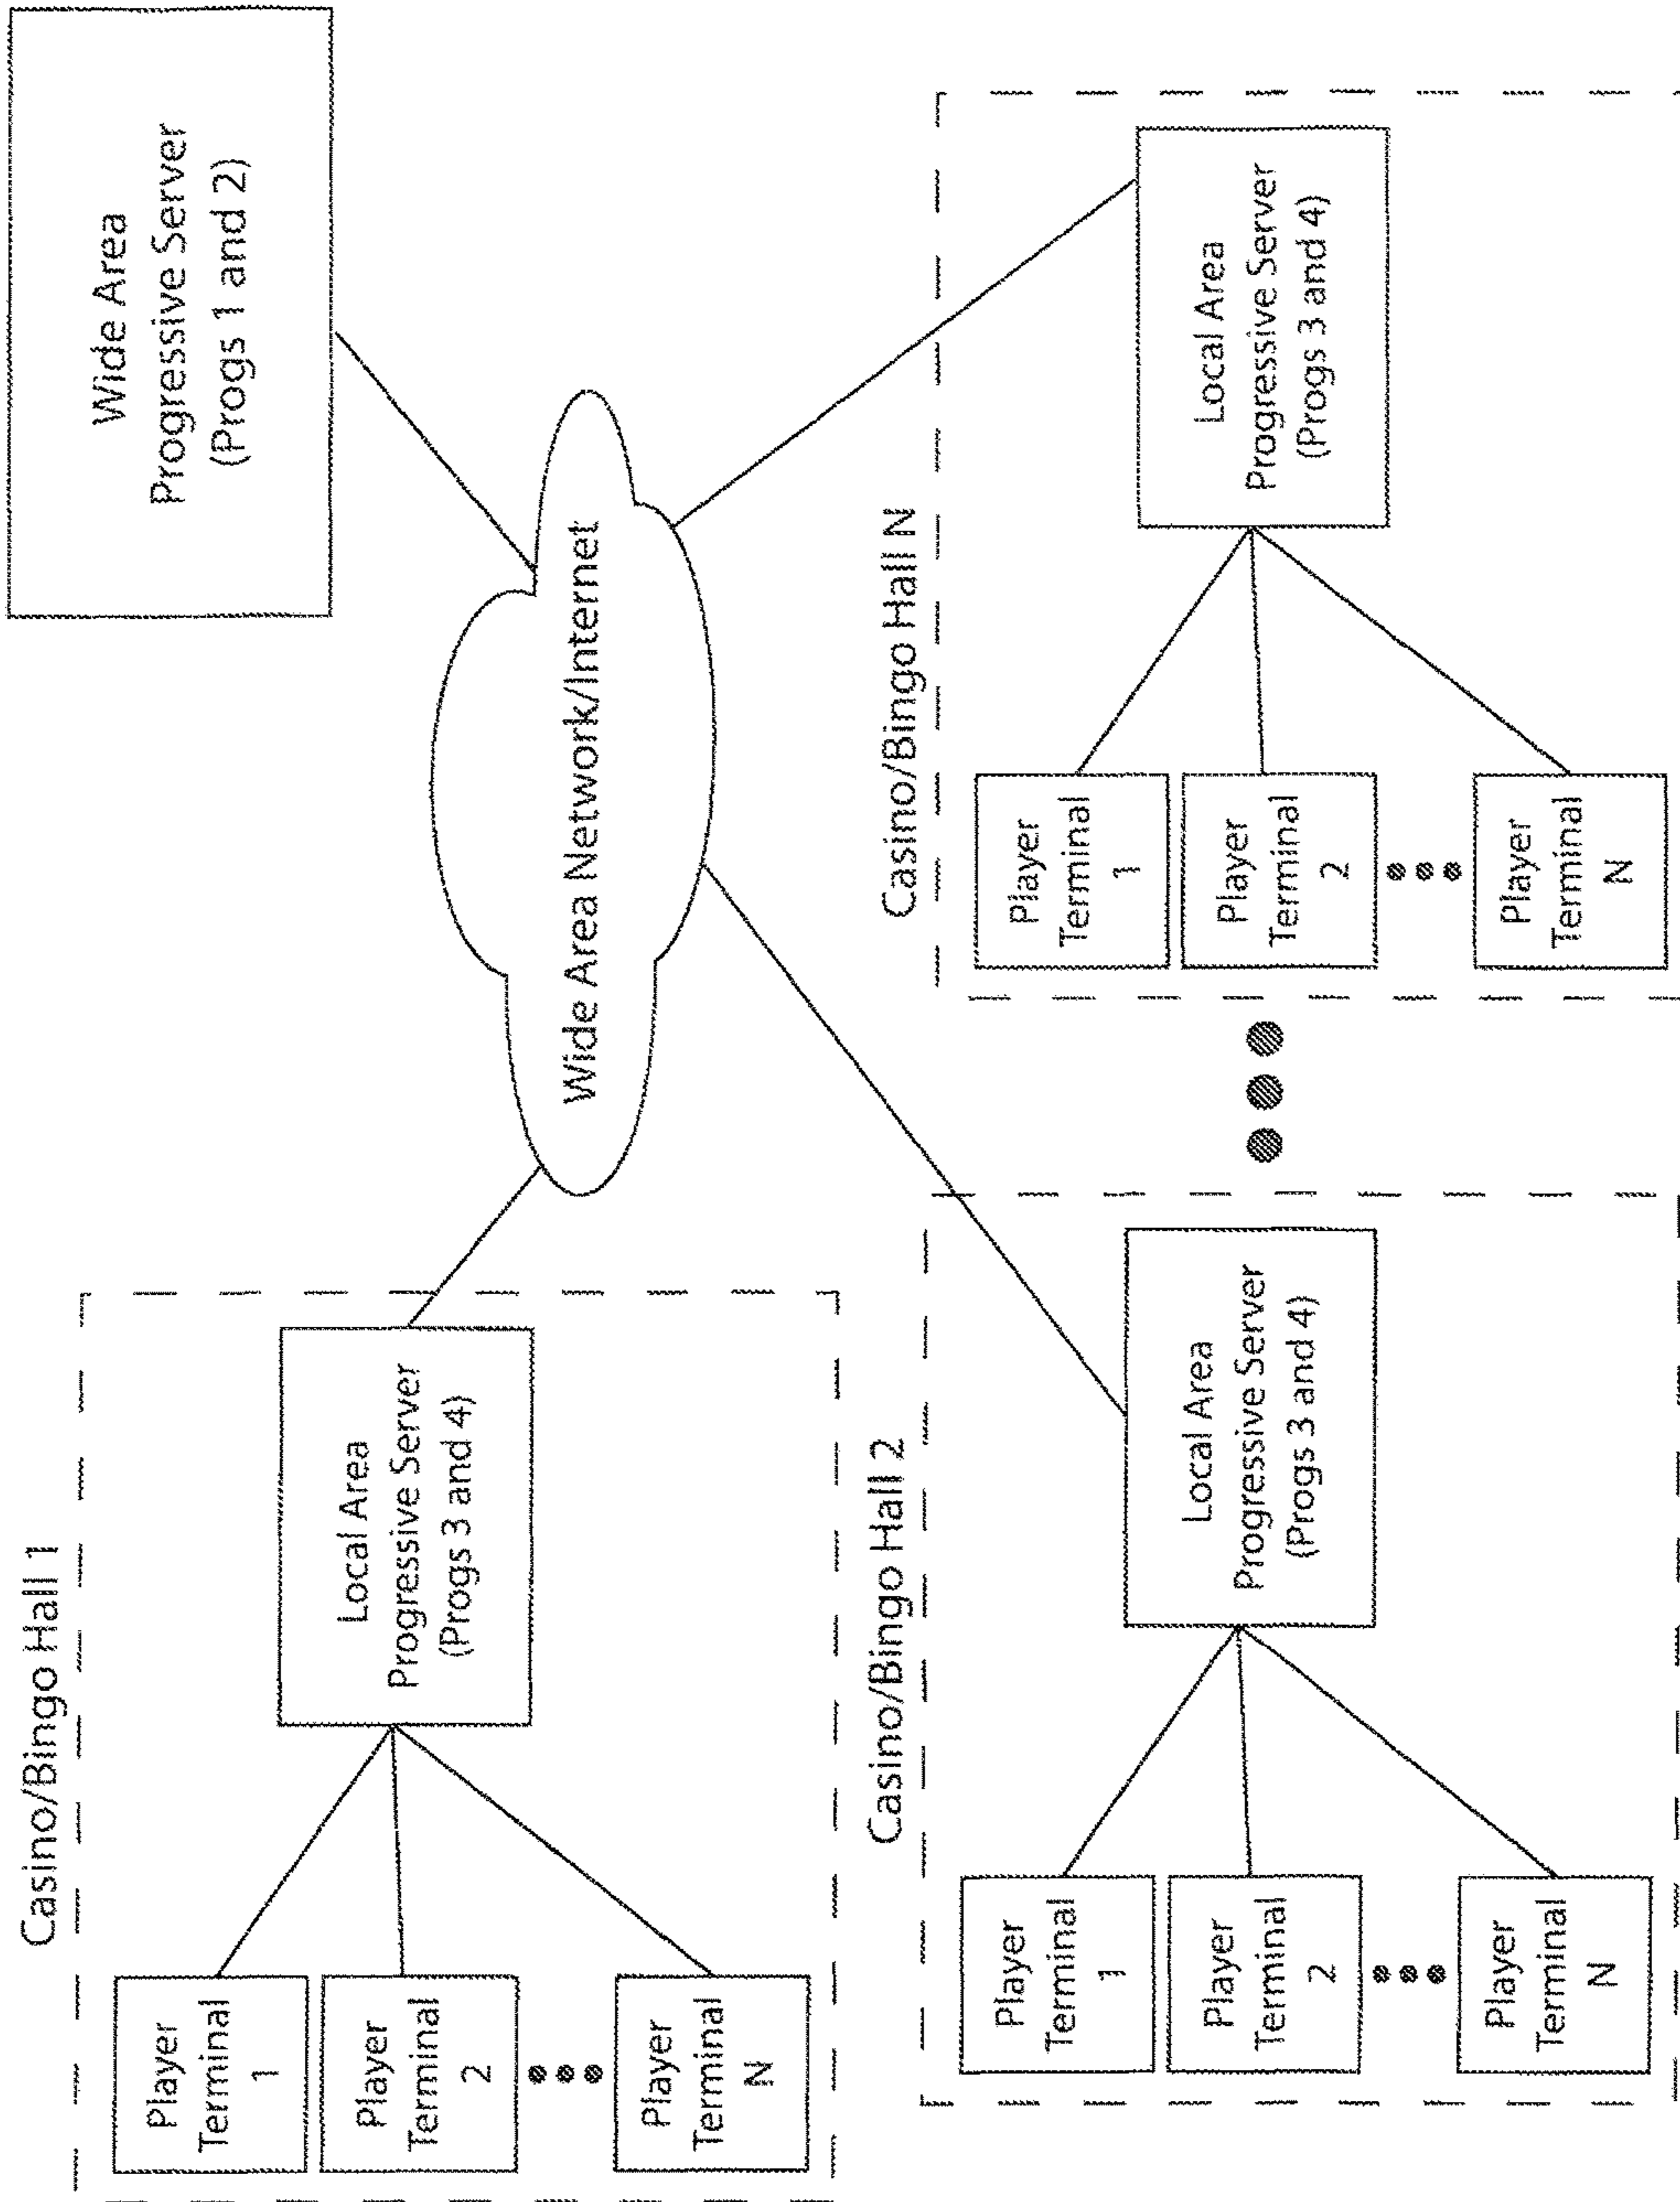 Casino/Bingo Hall 1
Player
Terminal
1
Player
Terminal
2
Player
Terminal
N
Local Area
Progressive Server
(Progs 3 and 4)
Wide Area
Progressive Server
(Progs 1 and 2)
Wide Area Network/Internet
Casino/Bingo Hall 2
Player
Terminal
1
Player
Terminal
2
Player
Terminal
N
Local Area
Progressive Server
(Progs 3 and 4)
Casino/Bingo Hall N
Player
Terminal
1
Player
Terminal
2
Player
Terminal
N
Local Area
Progressive Server
(Progs 3 and 4)